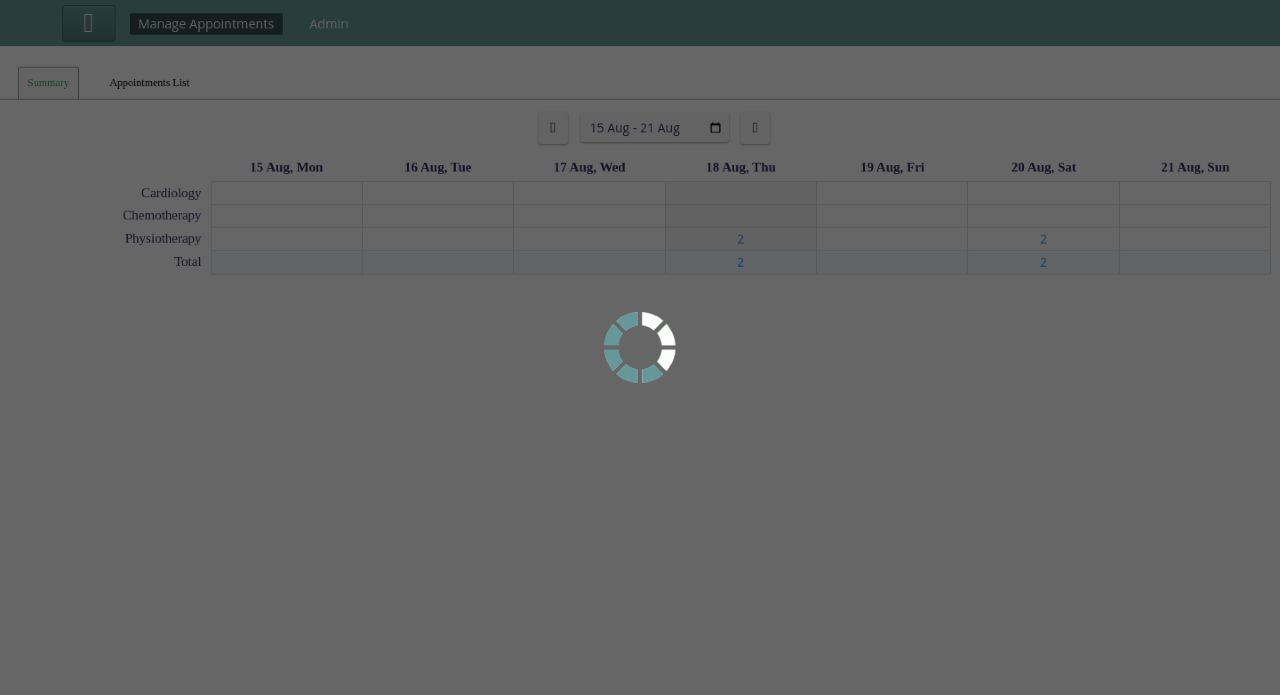 Manage Appointments Admin
Summary Appointments List
15 Aug - 21 Aug
15 Aug, Mon 16 Aug, Tue 17 Aug, Wed 18 Aug, Thu 19 Aug, Fri 20 Aug, Sat 21 Aug, Sun
Cardiology
Chemotherapy
Physiotherapy 2 2
Total 2 2